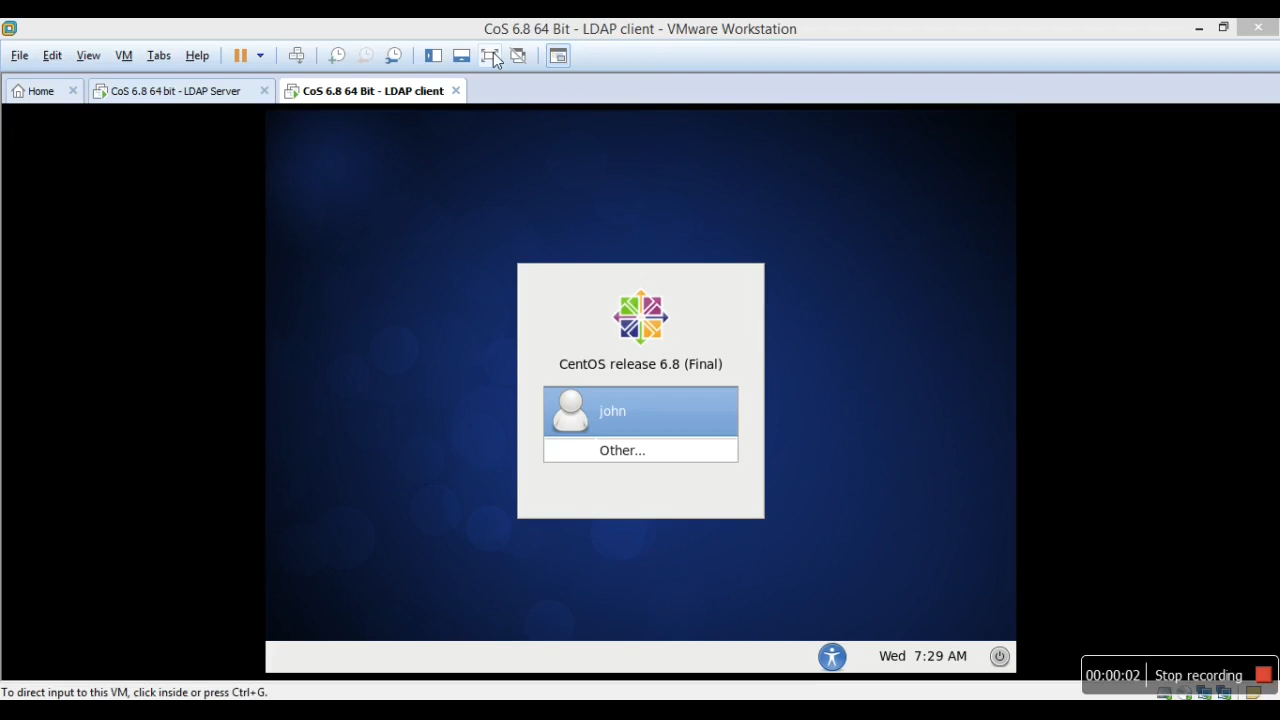 CoS 6.8 64 Bit - LDAP client - VMware Workstation
File Edit View VM Tabs Help
Home CoS 6.8 64 bit - LDAP Server CoS 6.8 64 Bit - LDAP client
CentOS release 6.8 (Final)
john
Other...
Wed 7:29 AM
00:00:02 Stop recording
To direct input to this VM, click inside or press Ctrl+G.